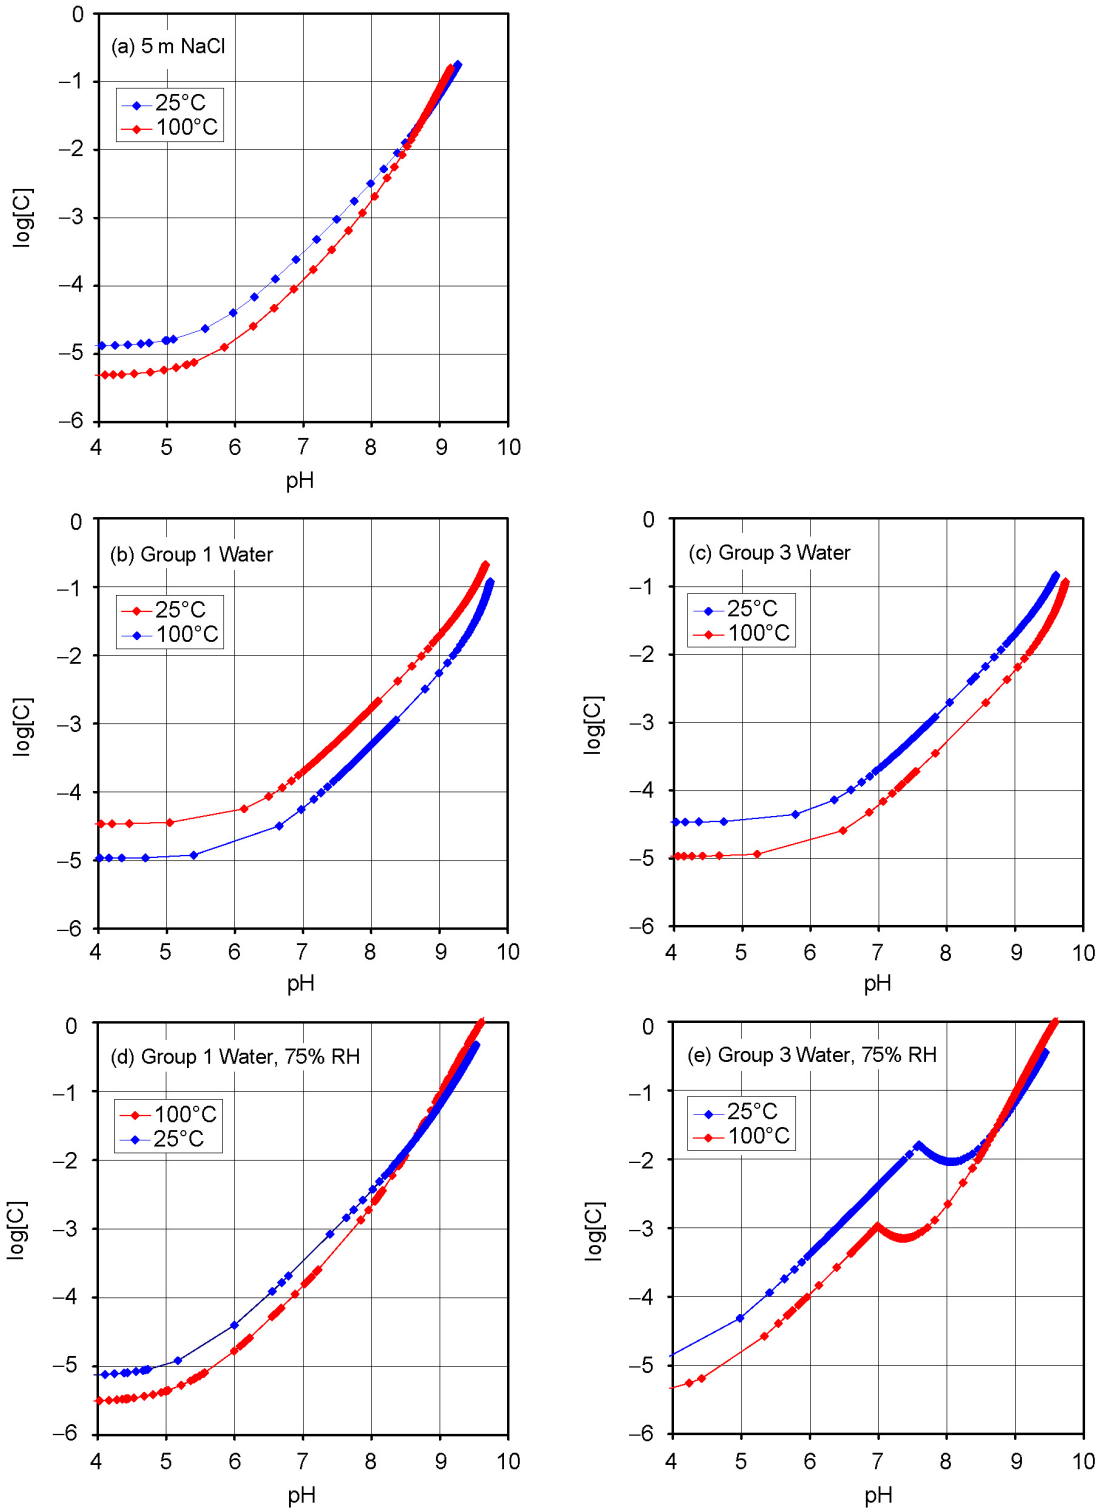 0
(a) 5 m NaCl
–1
25°C
100°C
–2
log[C]
–3
–4
–5
–6
4 5 6 7 8 9 10
pH
0
(b) Group 1 Water
–1
25°C
100°C
–2
log[C]
–3
–4
–5
–6
4 5 6 7 8 9 10
pH
0
(c) Group 3 Water
–1
25°C
100°C
–2
log[C]
–3
–4
–5
–6
4 5 6 7 8 9 10
pH
0
(d) Group 1 Water, 75% RH
–1
100°C
25°C
–2
log[C]
–3
–4
–5
–6
4 5 6 7 8 9 10
pH
0
(e) Group 3 Water, 75% RH
–1
25°C
100°C
–2
log[C]
–3
–4
–5
–6
4 5 6 7 8 9 10
pH